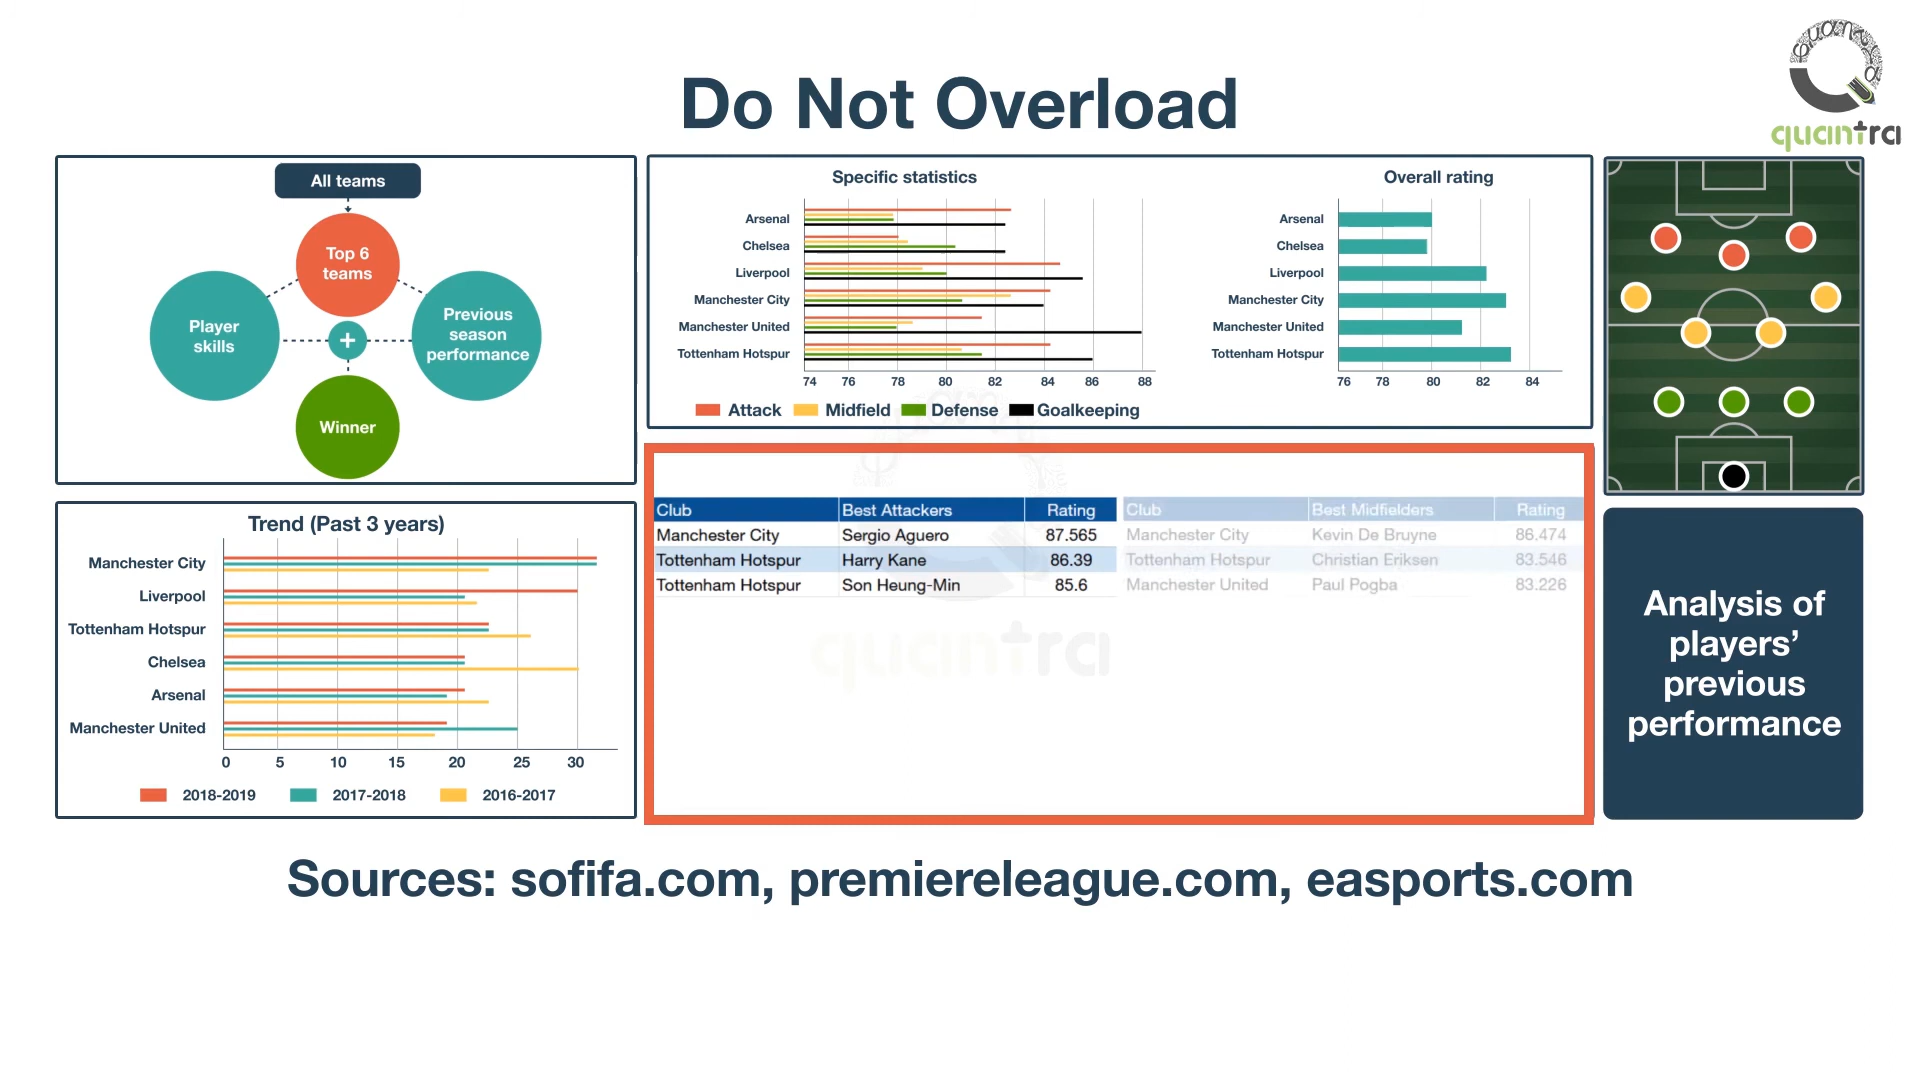 Do Not Overload
quantra
All teams
Top 6
teams
Player
skills
+
Previous
season
performance
Winner
Specific statistics
Arsenal
Chelsea
Liverpool
Manchester City
Manchester United
Tottenham Hotspur
74 76 78 80 82 84 86 88
Attack Midfield Defense Goalkeeping
Overall rating
Arsenal
Chelsea
Liverpool
Manchester City
Manchester United
Tottenham Hotspur
76 78 80 82 84
Trend (Past 3 years)
Manchester City
Liverpool
Tottenham Hotspur
Chelsea
Arsenal
Manchester United
0 5 10 15 20 25 30
2018-2019 2017-2018 2016-2017
Club Best Attackers Rating
Manchester City Sergio Aguero 87.565
Tottenham Hotspur Harry Kane 86.39
Tottenham Hotspur Son Heung-Min 85.6
Club Best Midfielders Rating
Manchester City Kevin De Bruyne 86.474
Tottenham Hotspur Christian Eriksen 83.546
Manchester United Paul Pogba 83.226
quantra
Analysis of
players’
previous
performance
Sources: sofifa.com, premiereleague.com, easports.com